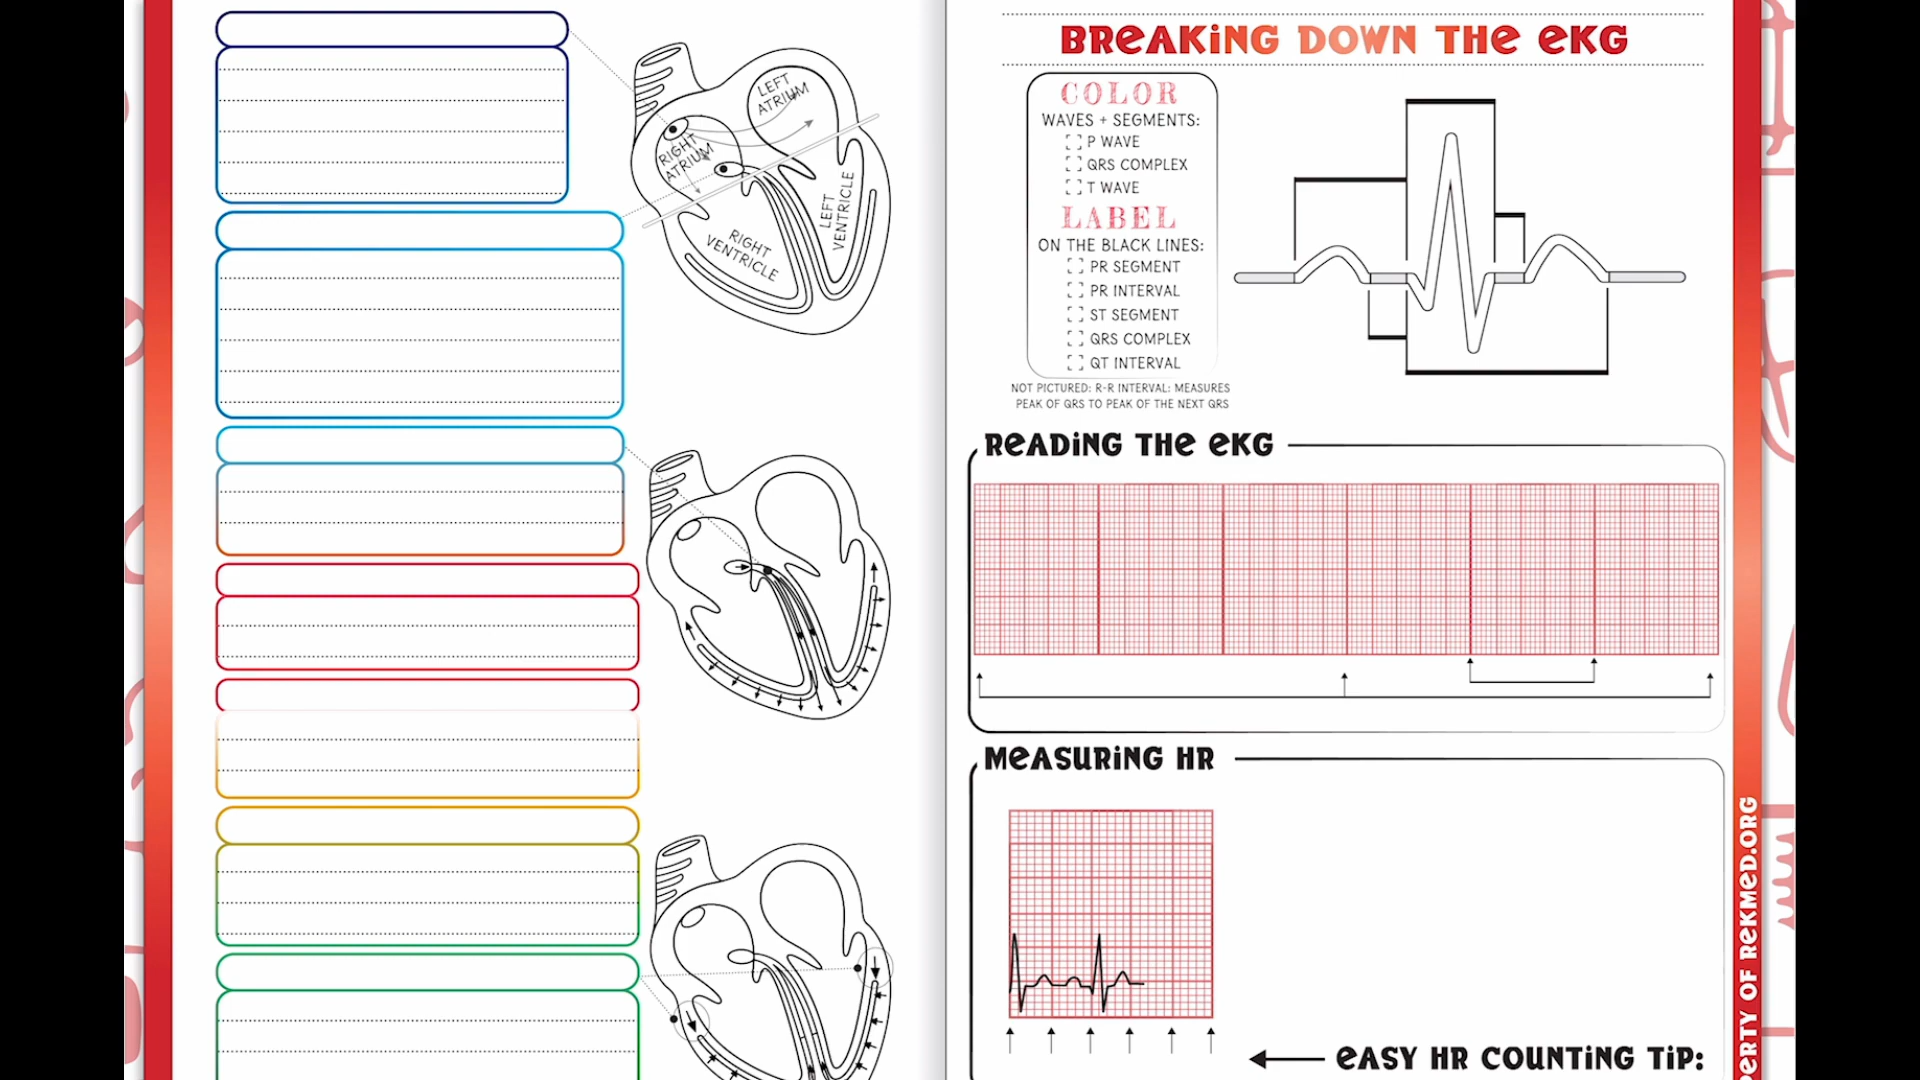 LEFT
ATRIUM
RIGHT
ATRIUM
LEFT
VENTRICLE
RIGHT
VENTRICLE
BREAKING DOWN THE EKG
COLOR
WAVES + SEGMENTS:
P WAVE
QRS COMPLEX
T WAVE
LABEL
ON THE BLACK LINES:
PR SEGMENT
PR INTERVAL
ST SEGMENT
QRS COMPLEX
QT INTERVAL
NOT PICTURED: R-R INTERVAL: MEASURES
PEAK OF QRS TO PEAK OF THE NEXT QRS
READING THE EKG
MEASURING HR
EASY HR COUNTING TIP:
PERTY OF REKMED.ORG